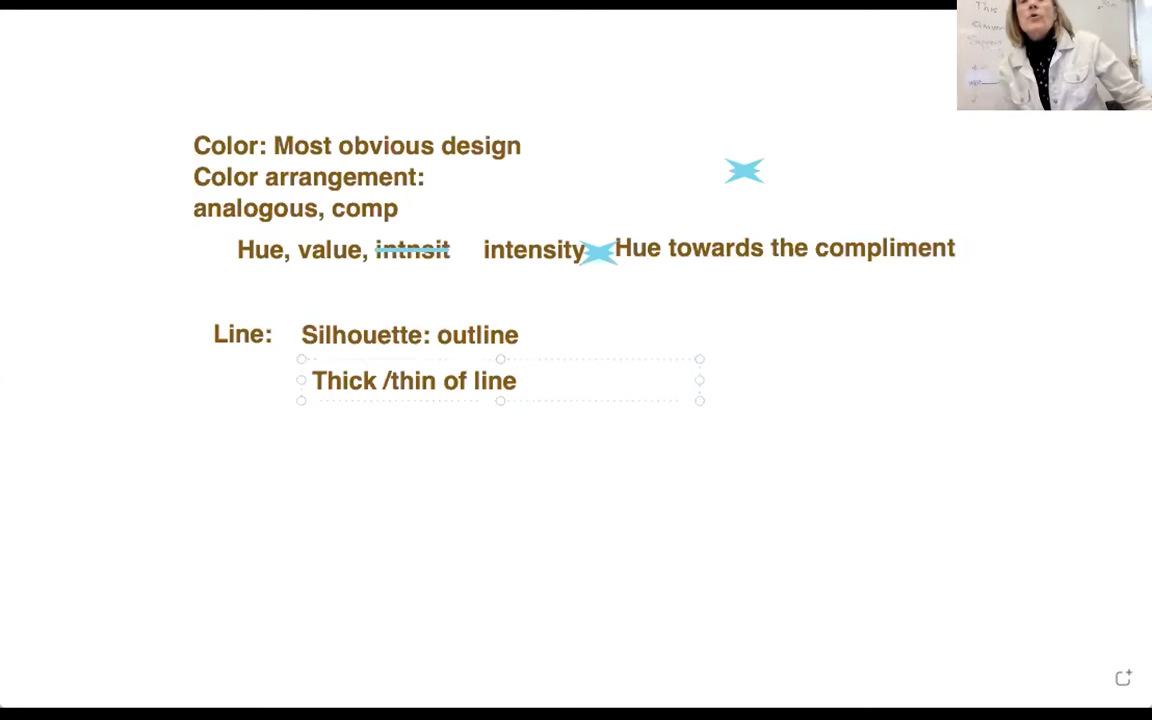 This
Color: Most obvious design
Color arrangement:
analogous, comp
Hue, value, intnsit intensity Hue towards the compliment
Line: Silhouette: outline
Thick /thin of line